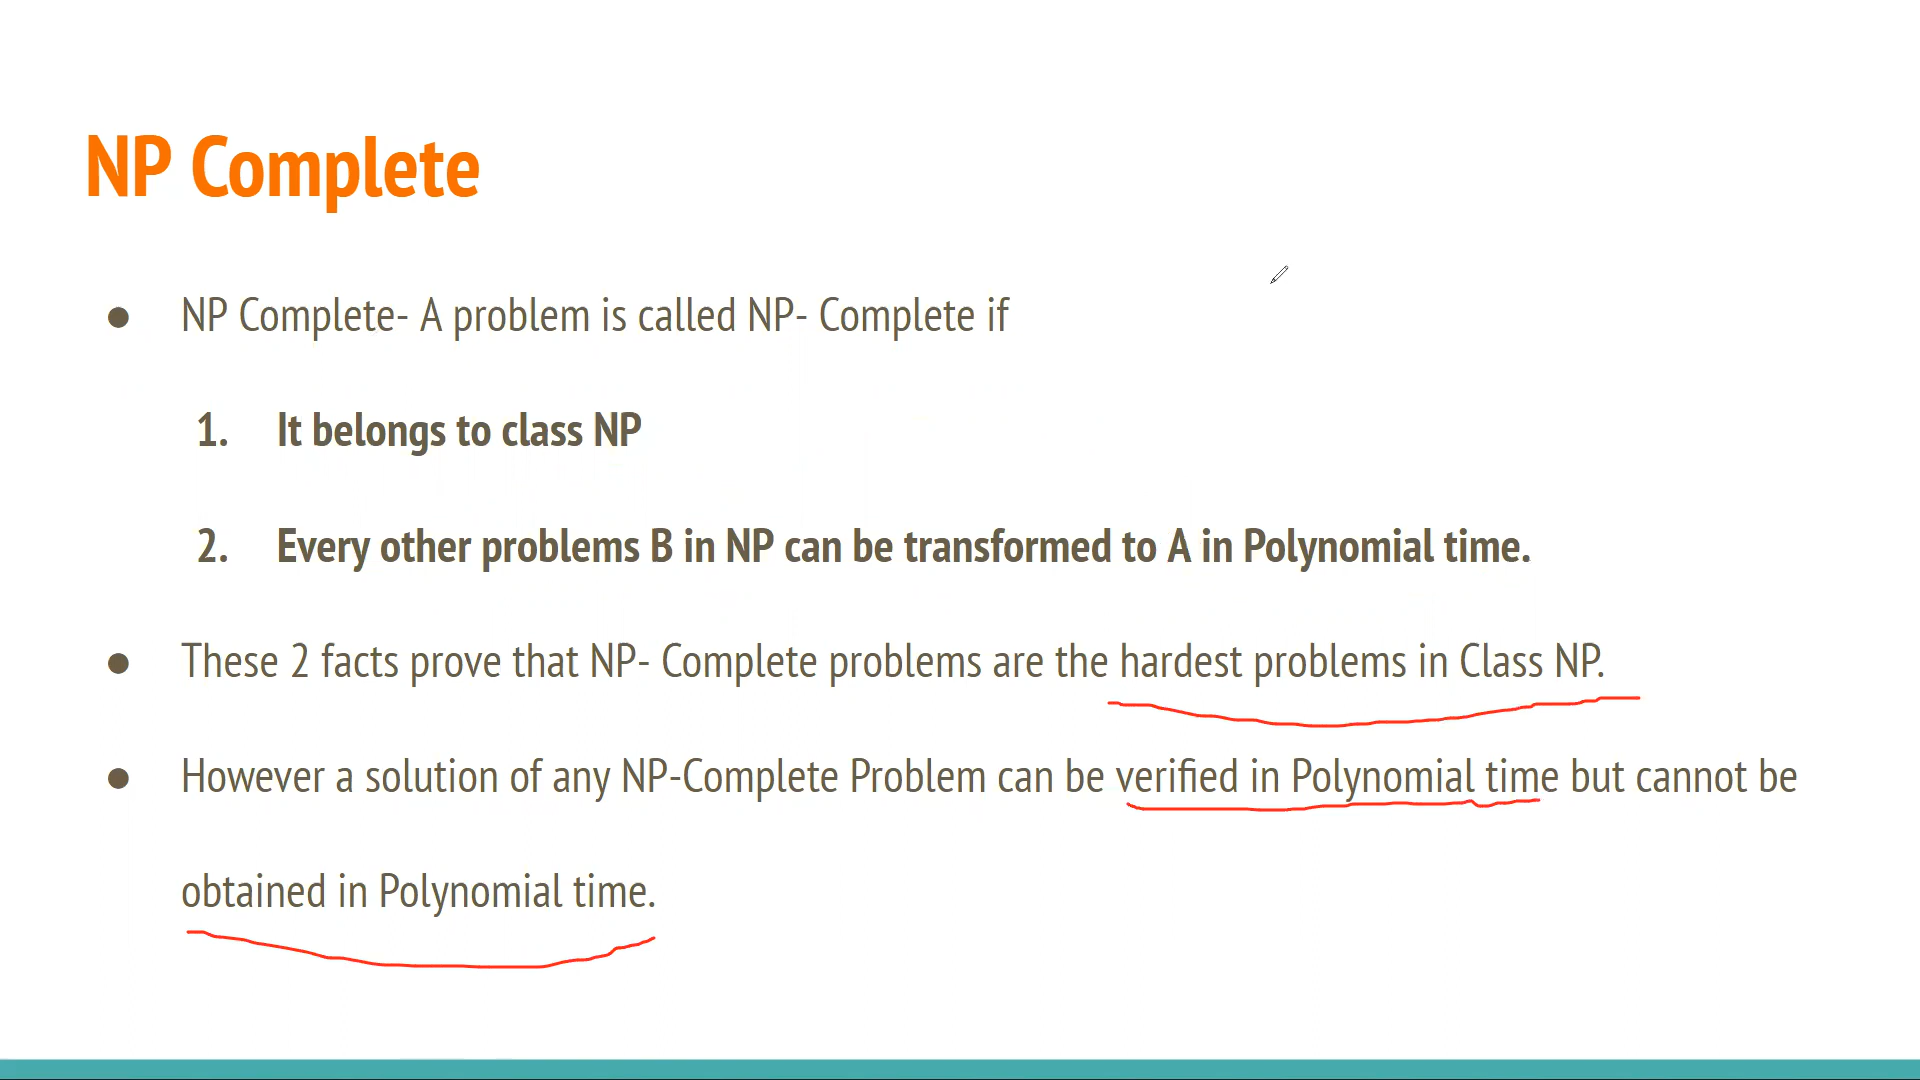 NP Complete
● NP Complete- A problem is called NP- Complete if
1. It belongs to class NP
2. Every other problems B in NP can be transformed to A in Polynomial time.
● These 2 facts prove that NP- Complete problems are the hardest problems in Class NP.
● However a solution of any NP-Complete Problem can be verified in Polynomial time but cannot be
obtained in Polynomial time.